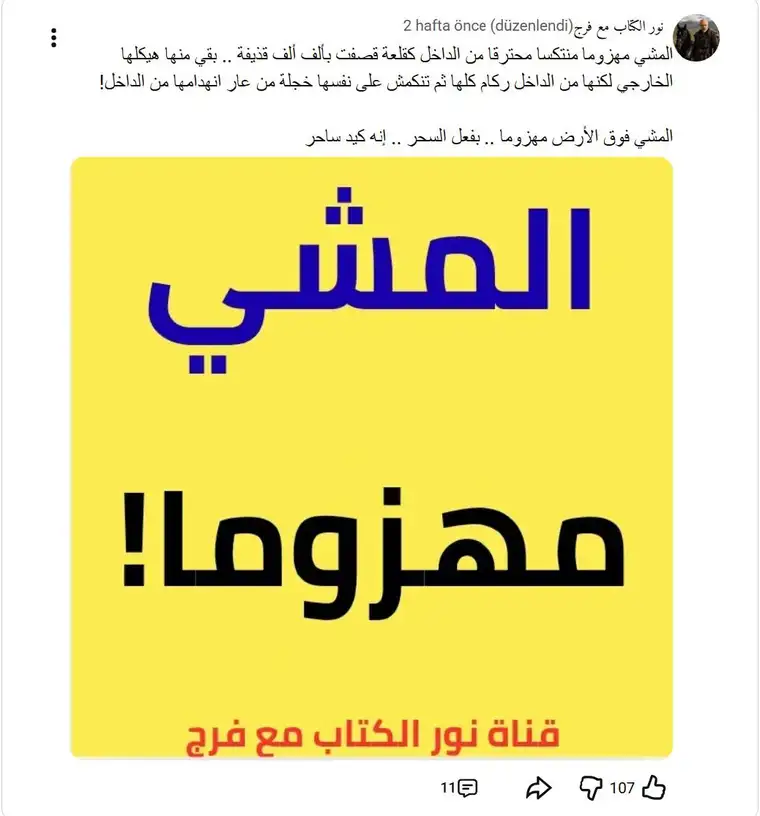 نور الكتاب مع فرج 2 hafta önce (düzenlendi)
المشي مهزوما منتكسا محترقا من الداخل كقلعة قصفت بألف ألف قذيفة .. بقي منها هيكلها
الخارجي لكنها من الداخل ركام كلها ثم تنكمش على نفسها خجلة من عار انهدامها من الداخل!
المشي فوق الأرض مهزوما .. بفعل السحر .. إنه كيد ساحر
المشي
مهزوما!
قناة نور الكتاب مع فرج
107
11